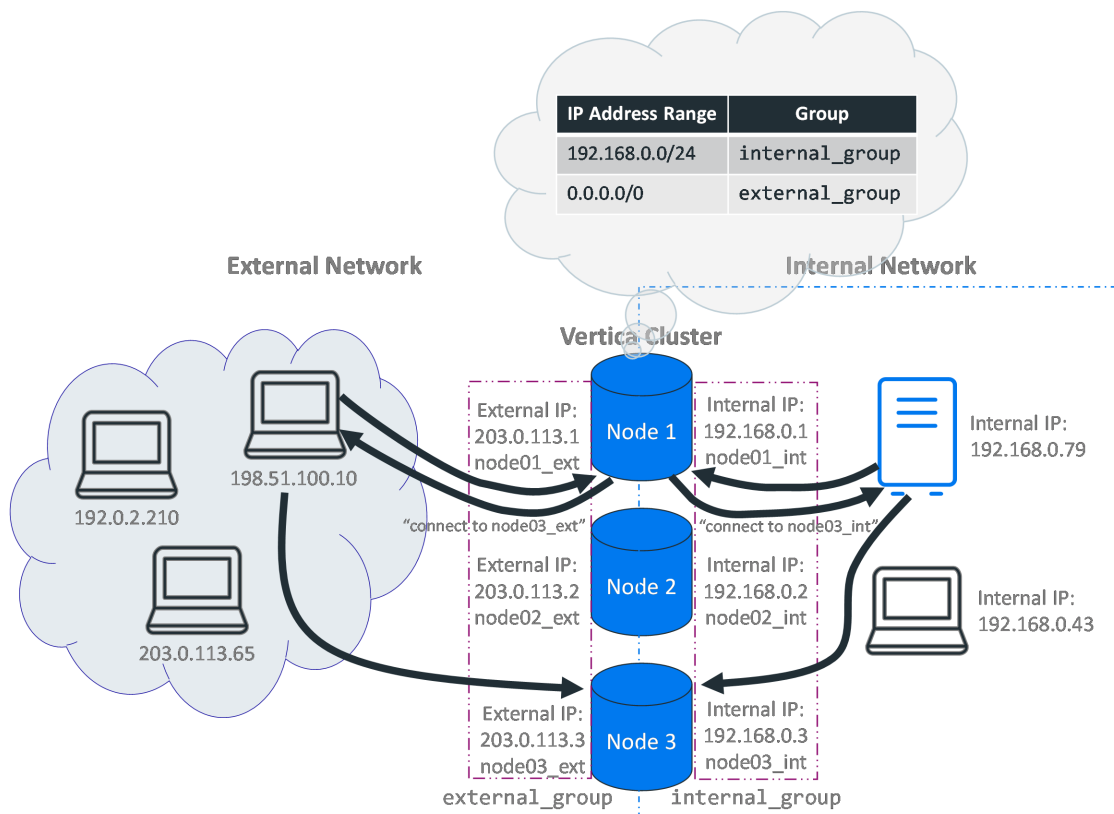 IP Address Range Group
192.168.0.0/24 internal_group
0.0.0.0/0 external_group
External Network
Internal Network
Vertica Cluster
192.0.2.210
198.51.100.10
203.0.113.65
External IP:
203.0.113.1
node01_ext
Node 1
Internal IP:
192.168.0.1
node01_int
Internal IP:
192.168.0.79
“connect to node03_ext”
“connect to node03_int”
External IP:
203.0.113.2
node02_ext
Node 2
Internal IP:
192.168.0.2
node02_int
Internal IP:
192.168.0.43
External IP:
203.0.113.3
node03_ext
Node 3
Internal IP:
192.168.0.3
node03_int
external_group
internal_group